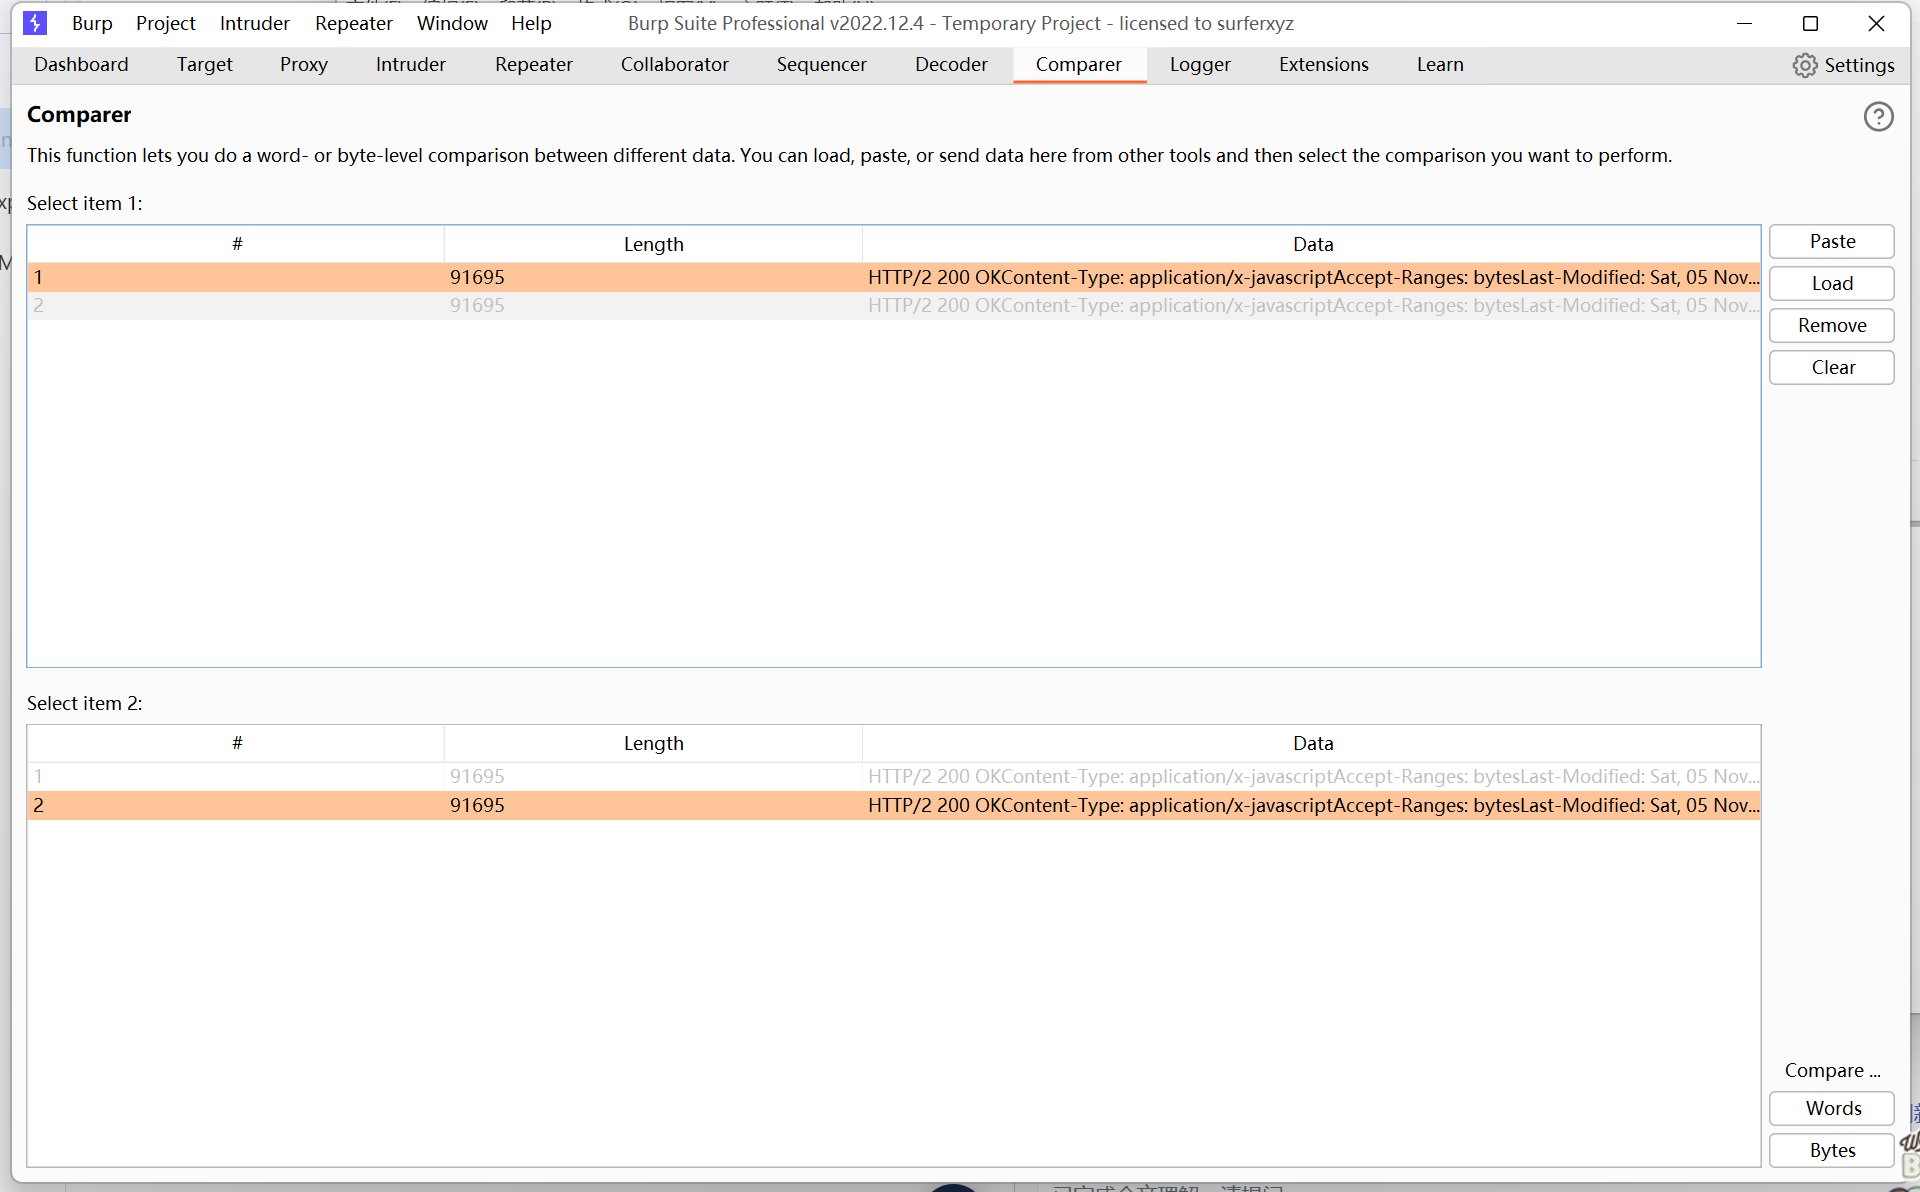 Burp Project Intruder Repeater Window Help Burp Suite Professional v2022.12.4 - Temporary Project - licensed to surferxyz
Dashboard Target Proxy Intruder Repeater Collaborator Sequencer Decoder Comparer Logger Extensions Learn Settings
Comparer
This function lets you do a word- or byte-level comparison between different data. You can load, paste, or send data here from other tools and then select the comparison you want to perform.
Select item 1:
# Length Data
1 91695 HTTP/2 200 OKContent-Type: application/x-javascriptAccept-Ranges: bytesLast-Modified: Sat, 05 Nov...
2 91695 HTTP/2 200 OKContent-Type: application/x-javascriptAccept-Ranges: bytesLast-Modified: Sat, 05 Nov...
Paste
Load
Remove
Clear
Select item 2:
# Length Data
1 91695 HTTP/2 200 OKContent-Type: application/x-javascriptAccept-Ranges: bytesLast-Modified: Sat, 05 Nov...
2 91695 HTTP/2 200 OKContent-Type: application/x-javascriptAccept-Ranges: bytesLast-Modified: Sat, 05 Nov...
Compare ...
Words
Bytes